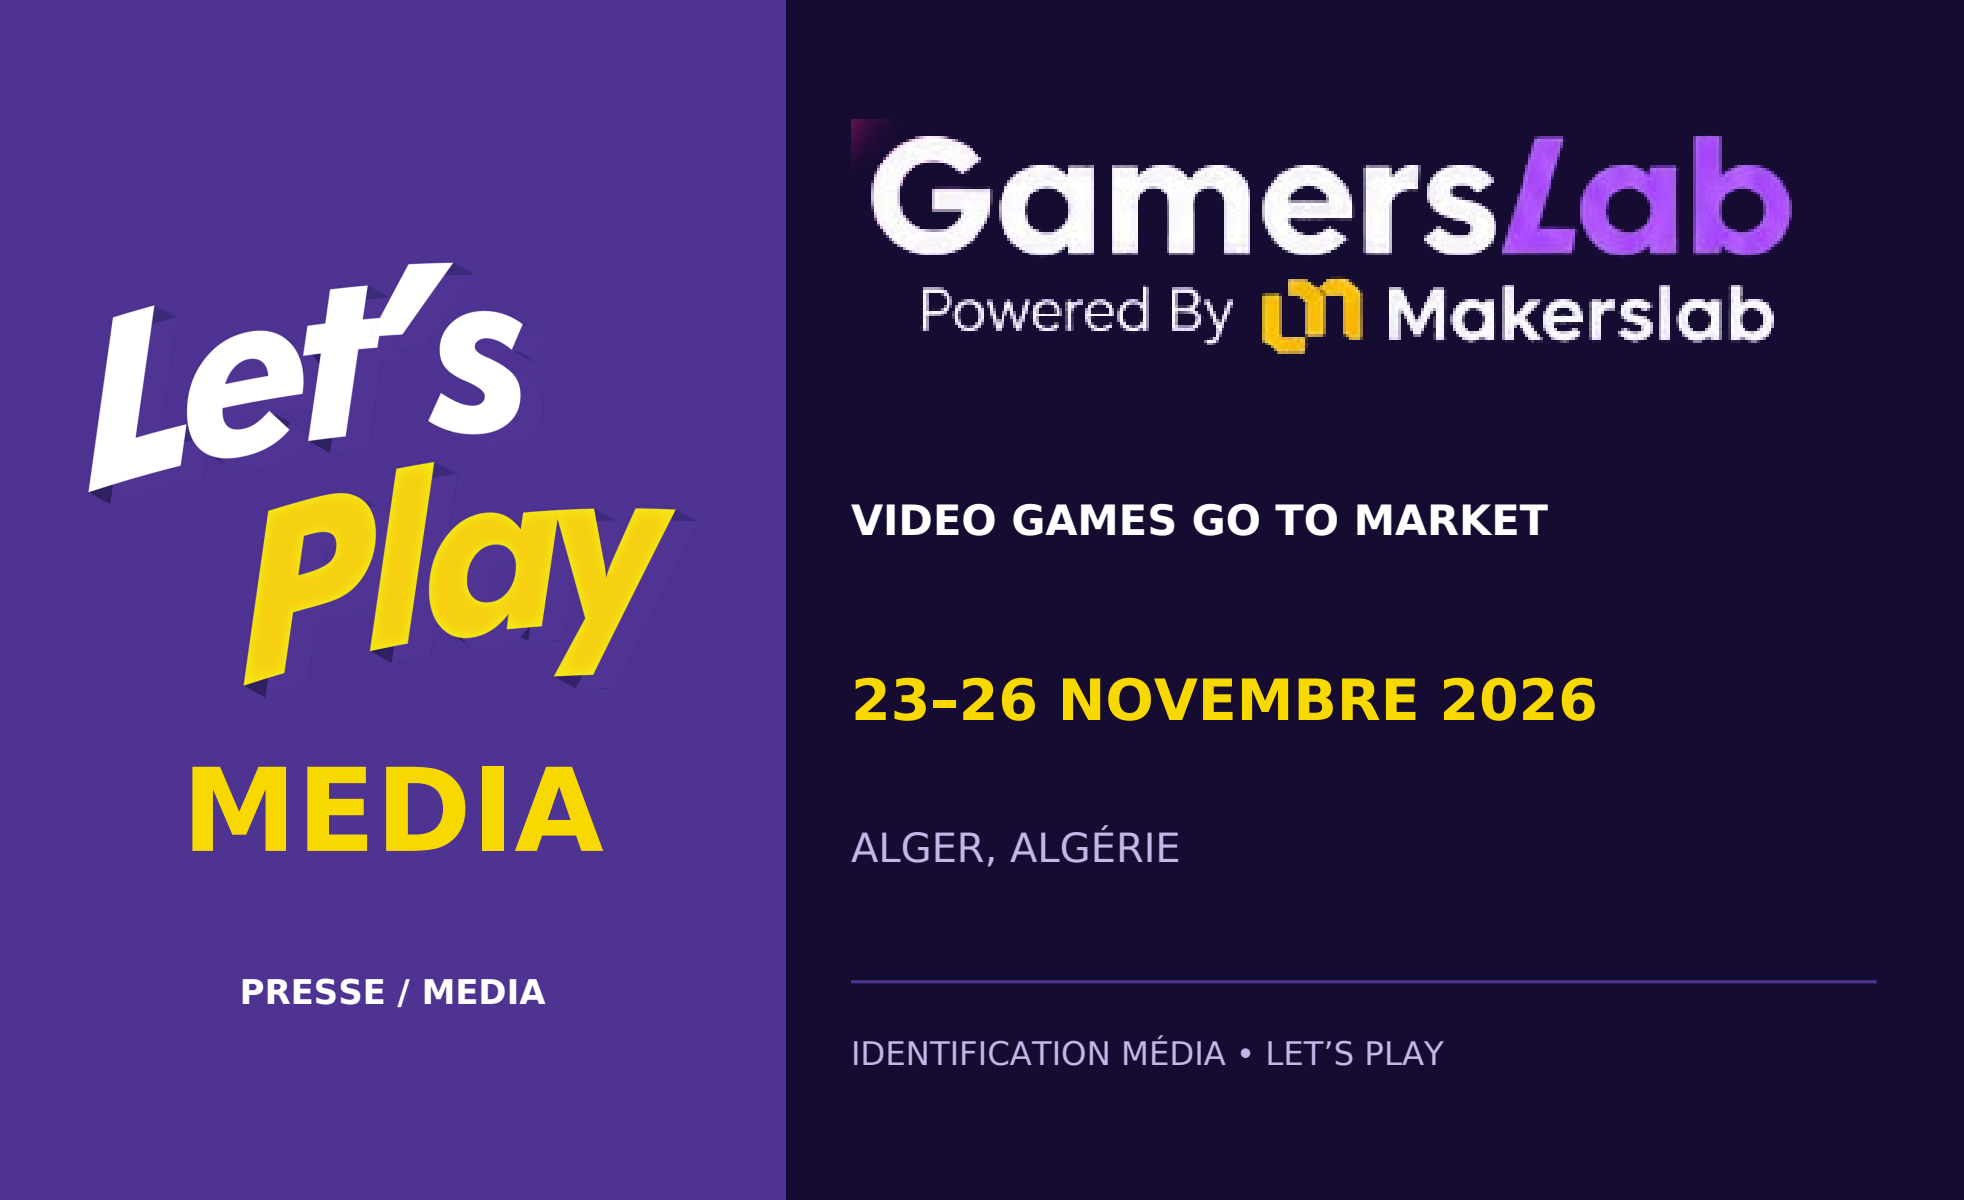 Let's
Play
MEDIA
PRESSE / MEDIA
GamersLab
Powered By Makerslab
VIDEO GAMES GO TO MARKET
23–26 NOVEMBRE 2026
ALGER, ALGÉRIE
IDENTIFICATION MÉDIA • LET’S PLAY